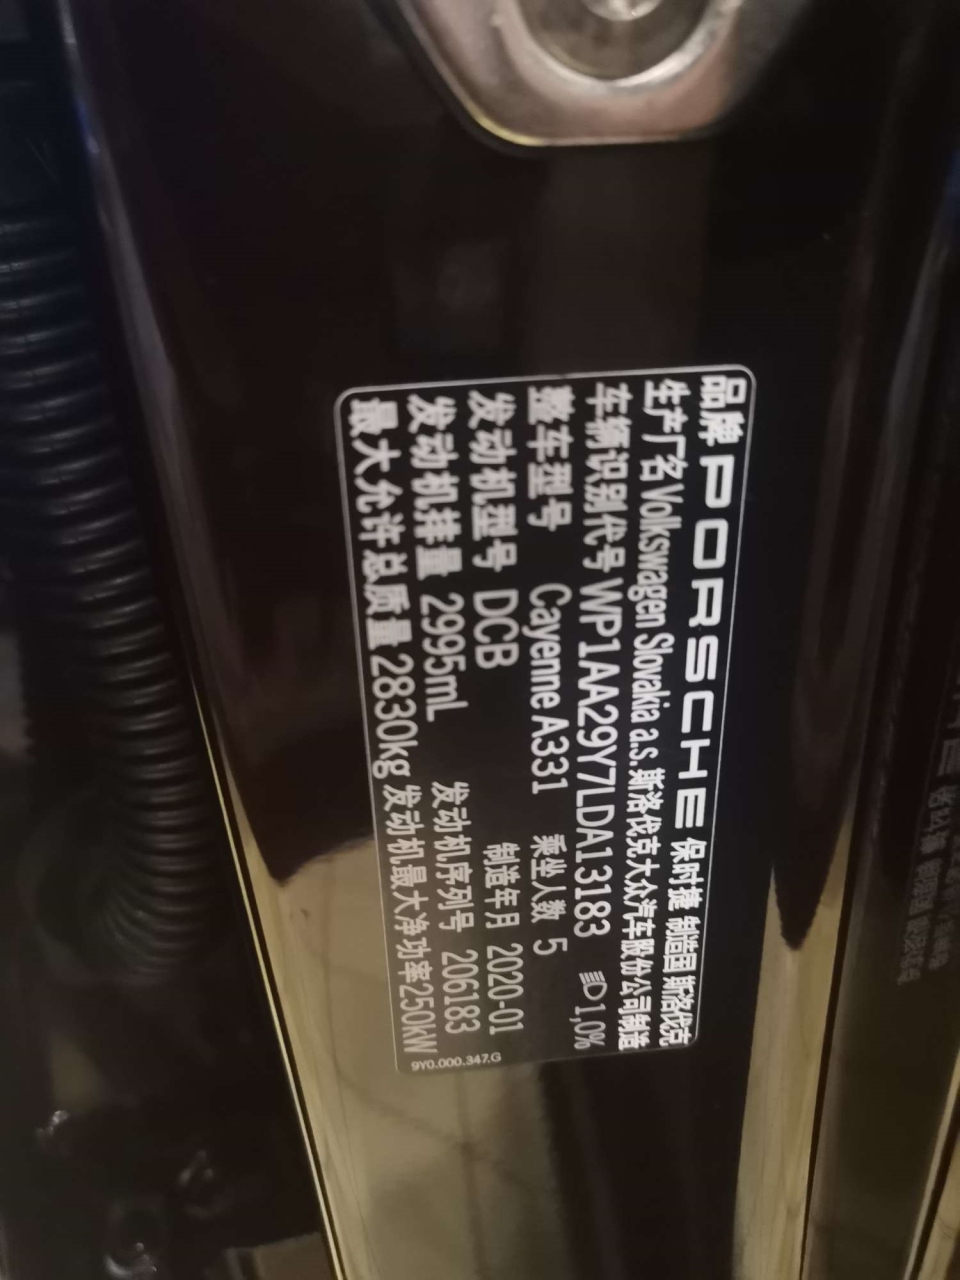 品牌 PORSCHE 保时捷 制造国 斯洛伐克
生产厂名 Volkswagen Slovakia a.s. 斯洛伐克大众汽车股份公司制造
车辆识别代号 WP1AA29Y7LDA13183 1,0%
整车型号 Cayenne A331 乘坐人数 5
发动机型号 DCB 制造年月 2020-01
发动机排量 2995mL 发动机序列号 206183
最大允许总质量 2830kg 发动机最大净功率250kW
9Y0.000.347.G